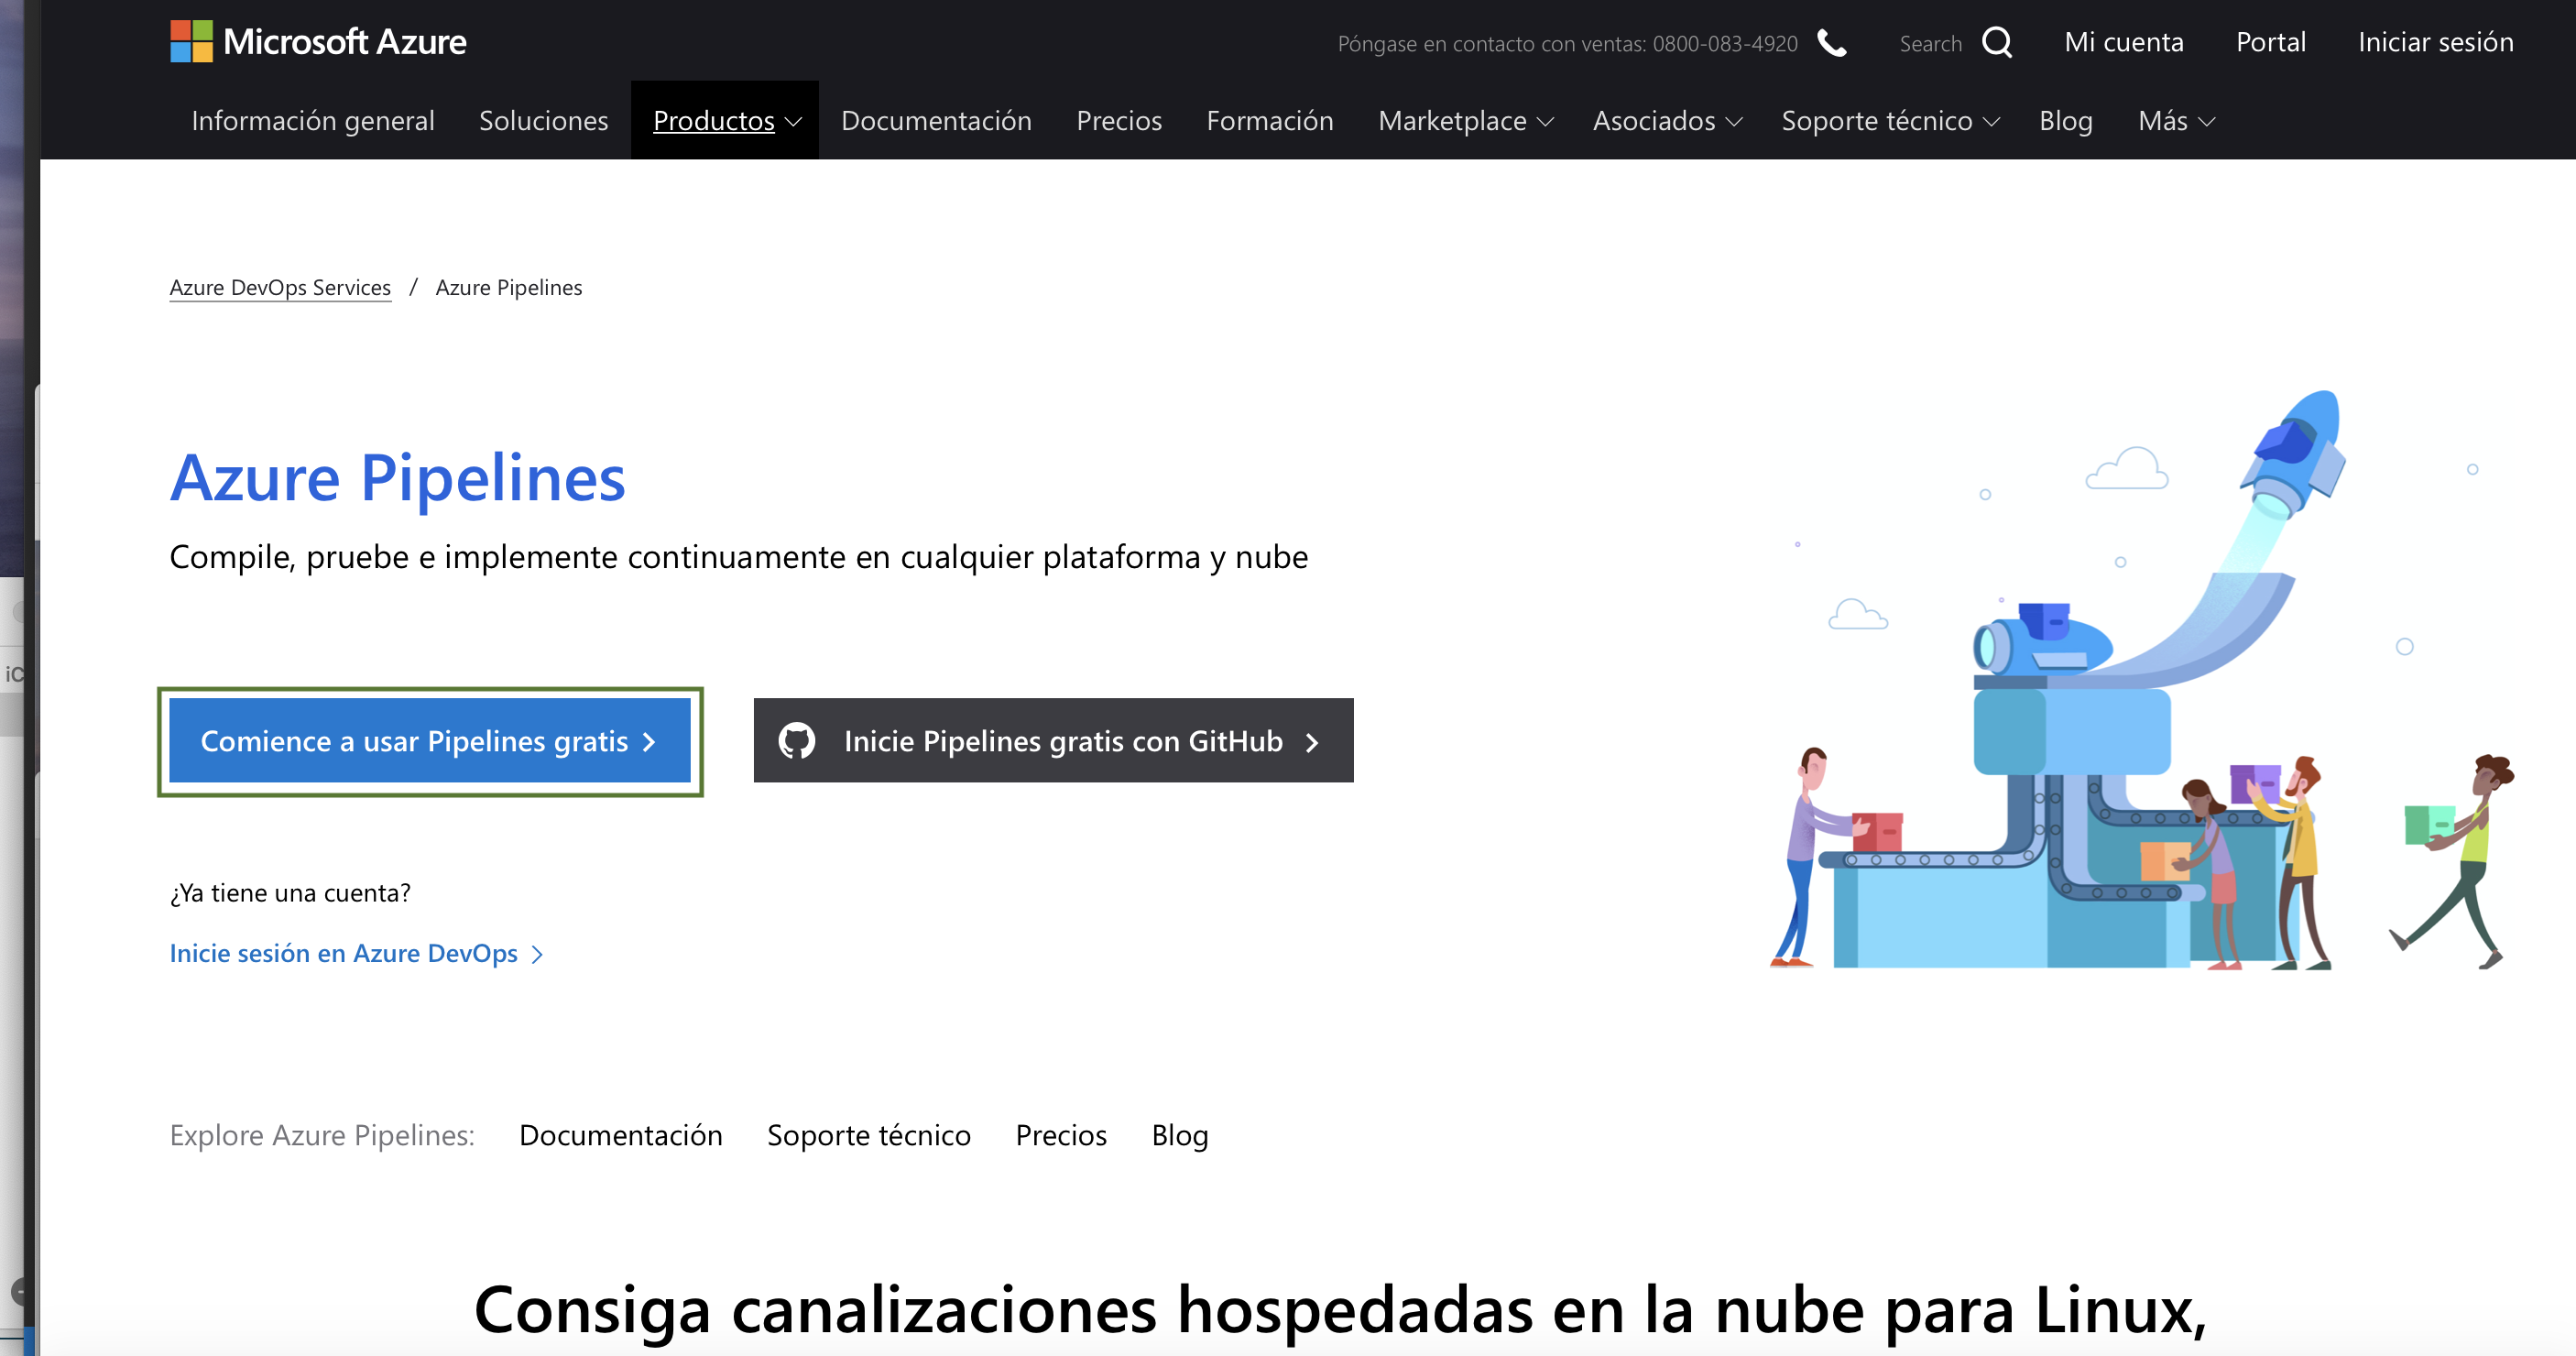 Microsoft Azure
Póngase en contacto con ventas: 0800-083-4920
Search
Mi cuenta
Portal
Iniciar sesión
Información general
Soluciones
Productos
Documentación
Precios
Formación
Marketplace
Asociados
Soporte técnico
Blog
Más
Azure DevOps Services / Azure Pipelines
Azure Pipelines
Compile, pruebe e implemente continuamente en cualquier plataforma y nube
Comience a usar Pipelines gratis
Inicie Pipelines gratis con GitHub
¿Ya tiene una cuenta?
Inicie sesión en Azure DevOps
Explore Azure Pipelines: Documentación Soporte técnico Precios Blog
Consiga canalizaciones hospedadas en la nube para Linux,